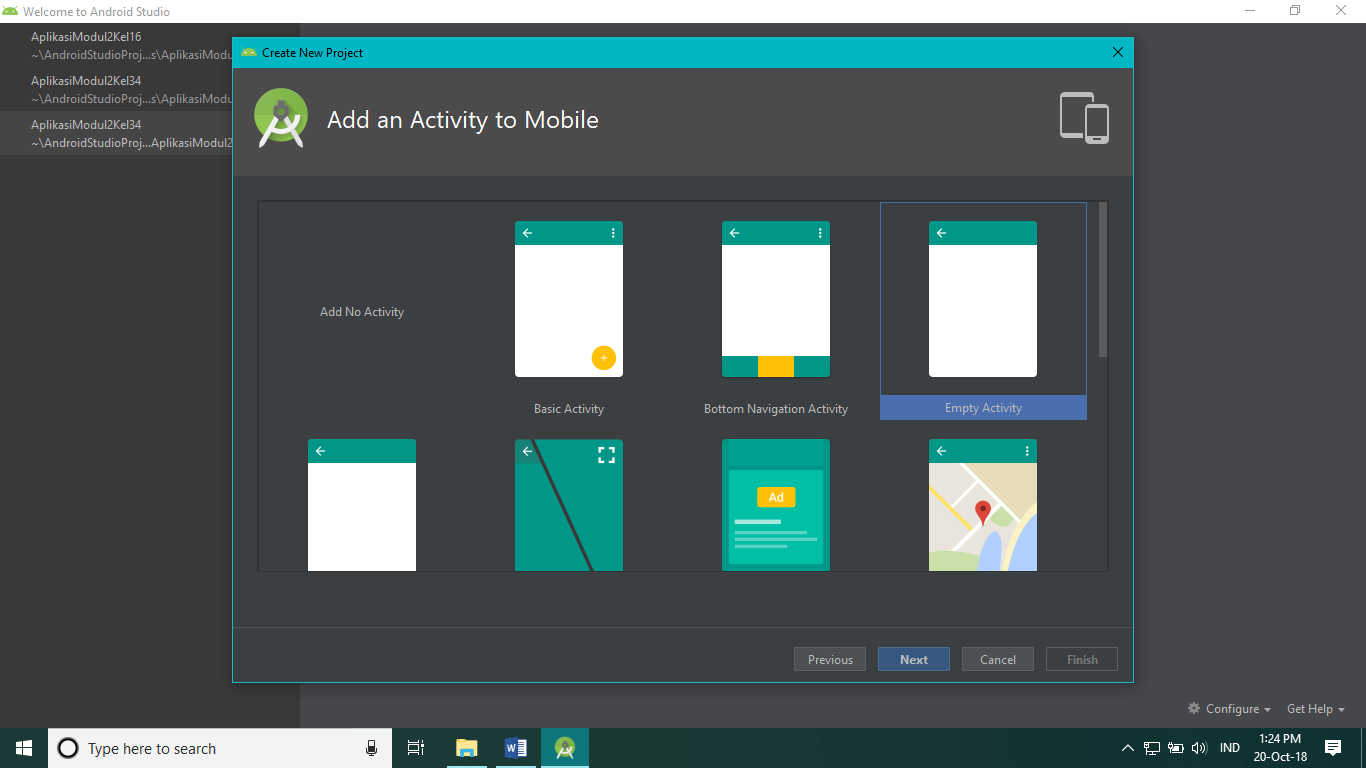 Welcome to Android Studio
AplikasiModul2Kel16
~\AndroidStudioProj...s\AplikasiModu
AplikasiModul2Kel34
~\AndroidStudioProj...s\AplikasiModu
AplikasiModul2Kel34
~\AndroidStudioProj...AplikasiModul2
Create New Project
Add an Activity to Mobile
Add No Activity
Basic Activity
Bottom Navigation Activity
Empty Activity
Ad
Previous
Next
Cancel
Finish
Configure
Get Help
Type here to search
W
IND
1:24 PM
20-Oct-18